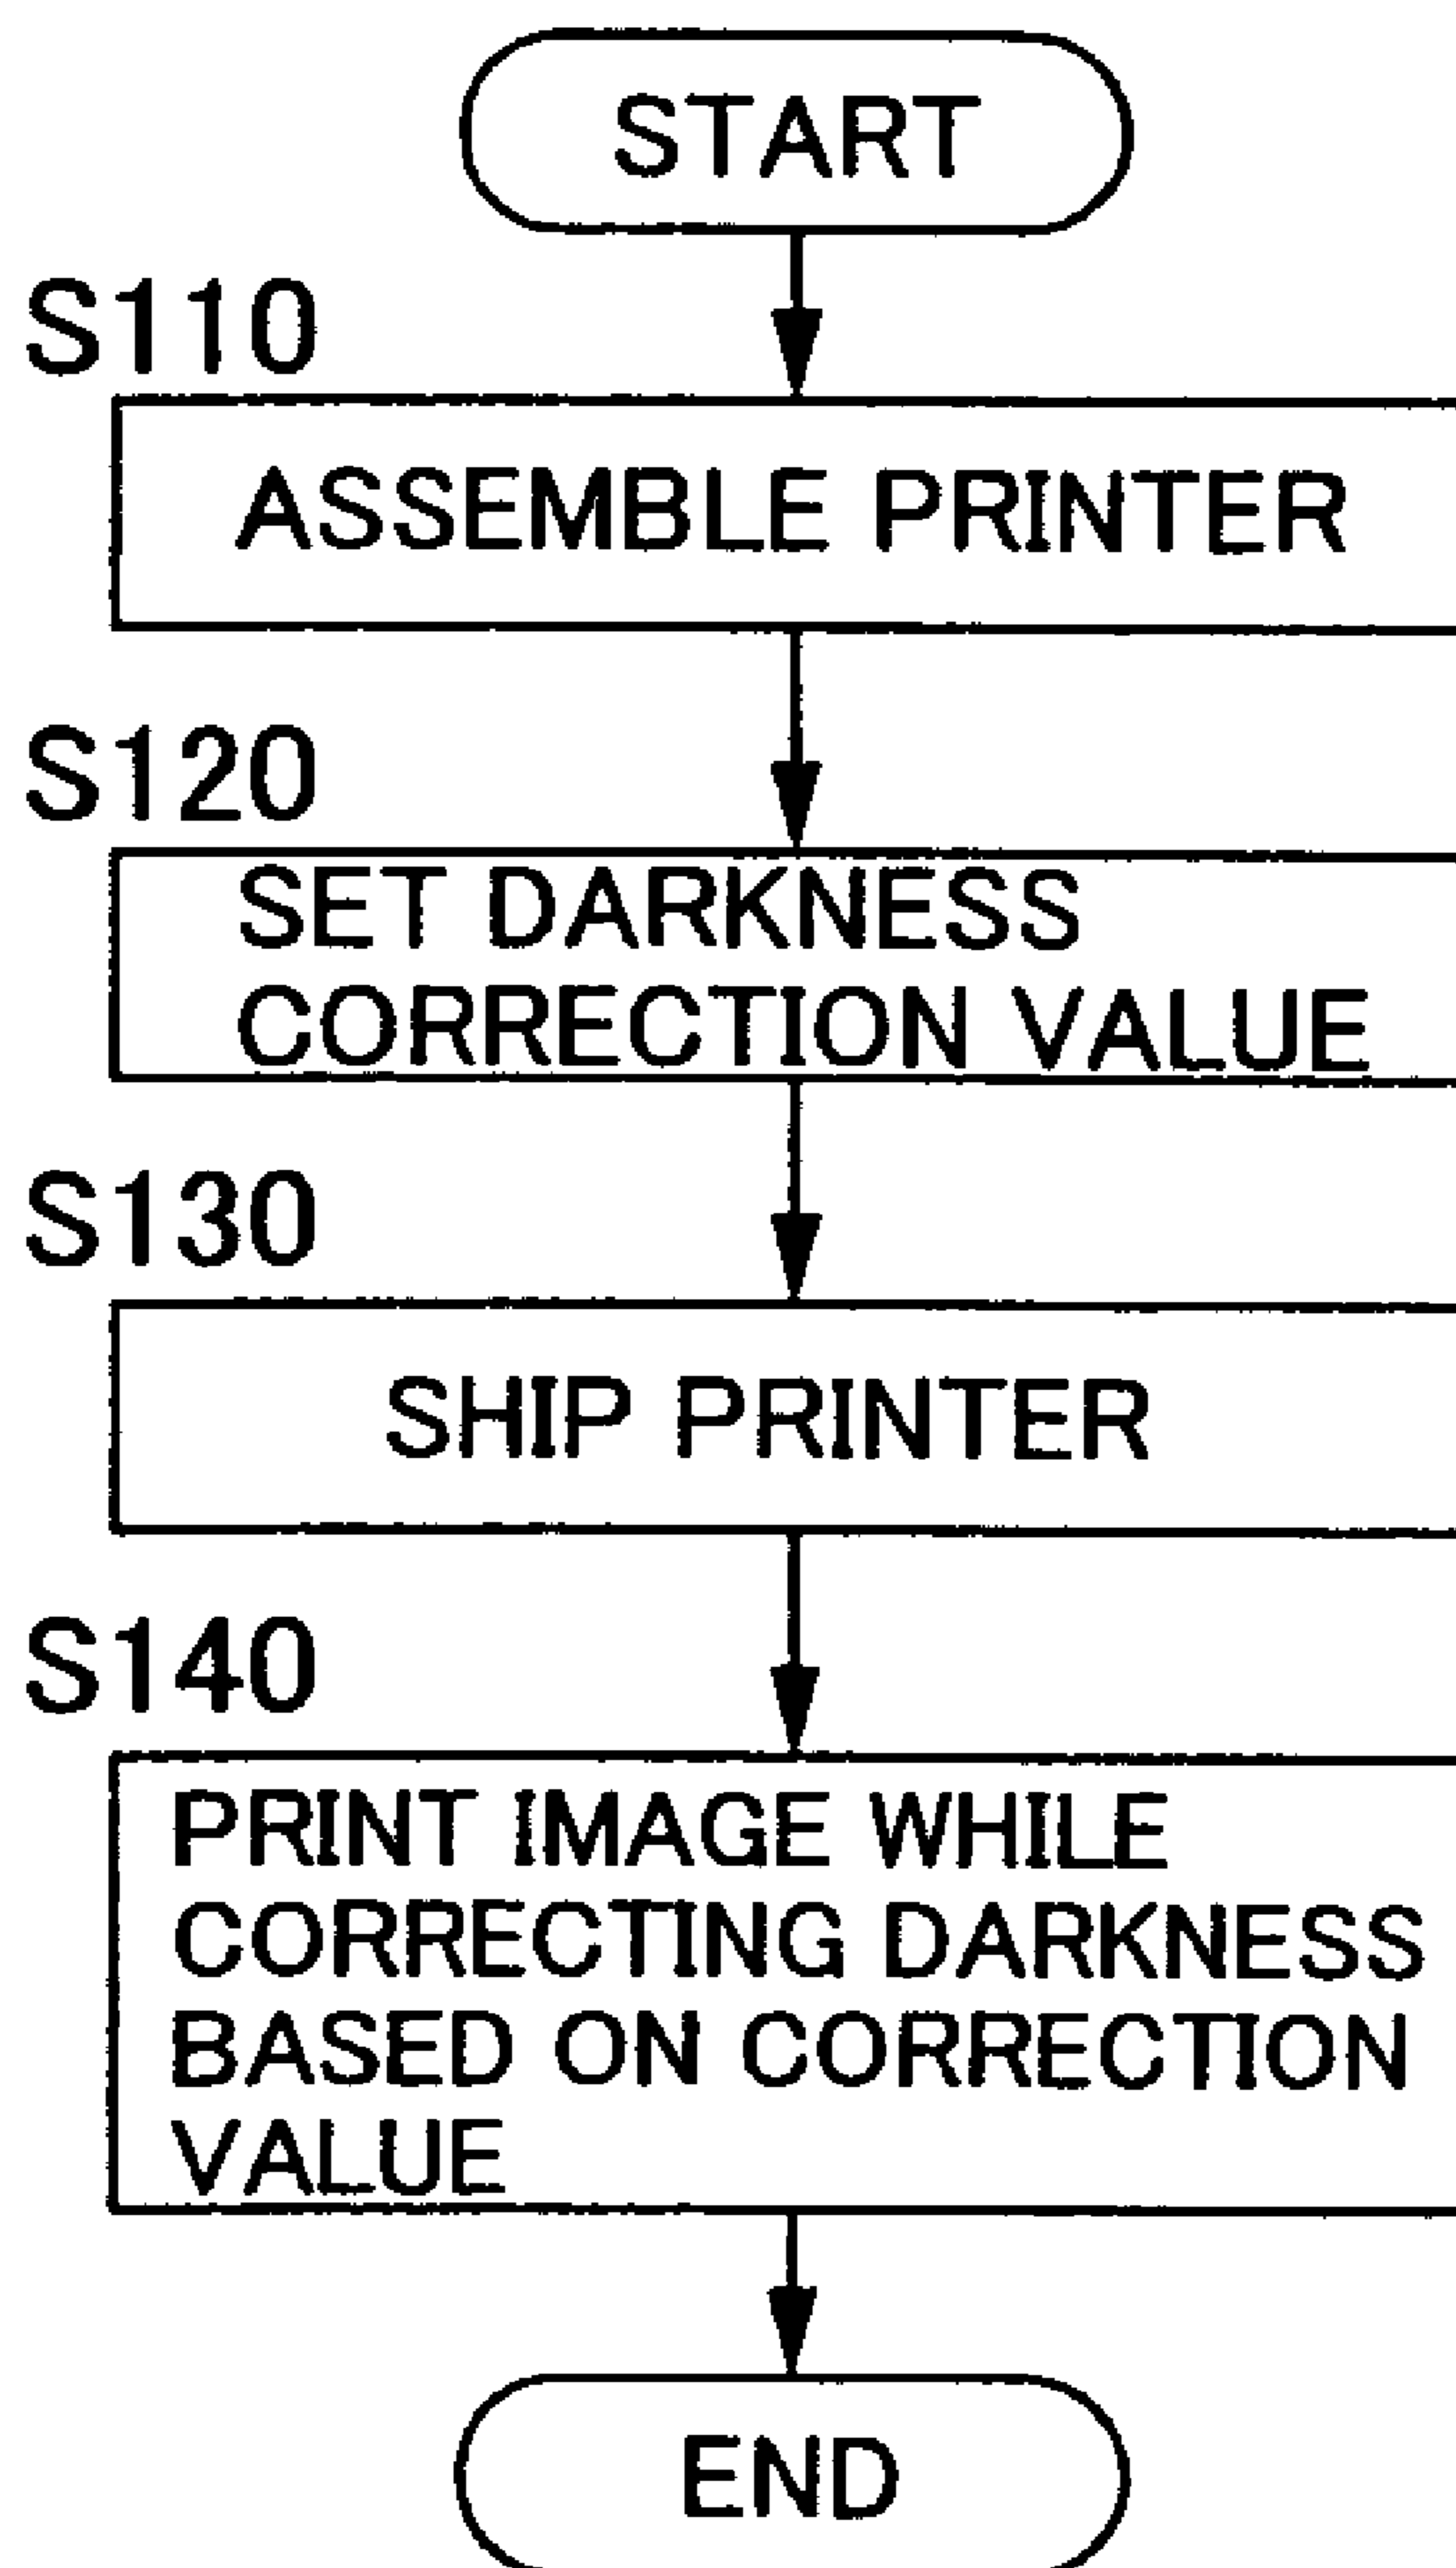 START
S110
ASSEMBLE PRINTER
S120
SET DARKNESS
CORRECTION VALUE
S130
SHIP PRINTER
S140
PRINT IMAGE WHILE
CORRECTING DARKNESS
BASED ON CORRECTION
VALUE
END